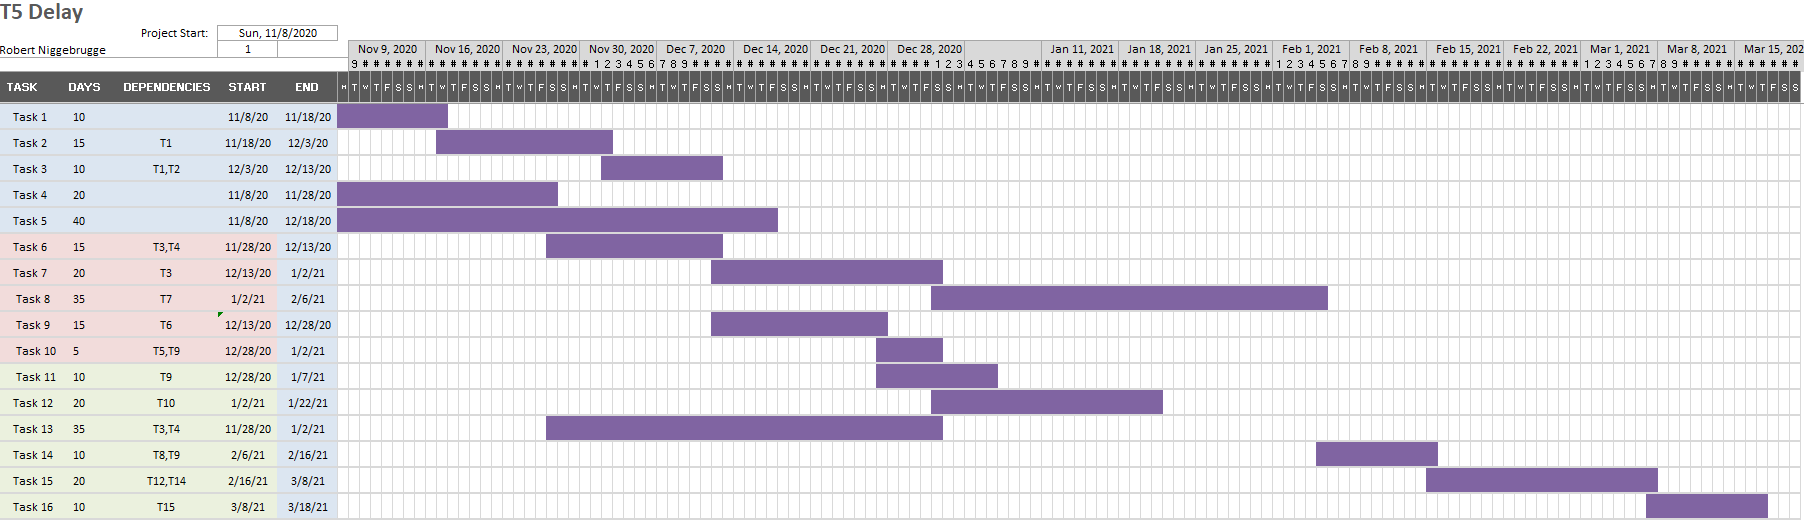 T5 Delay
Project Start: Sun, 11/8/2020
Robert Niggebrugge 1
Nov 9, 2020 Nov 16, 2020 Nov 23, 2020 Nov 30, 2020 Dec 7, 2020 Dec 14, 2020 Dec 21, 2020 Dec 28, 2020 Jan 11, 2021 Jan 18, 2021 Jan 25, 2021 Feb 1, 2021 Feb 8, 2021 Feb 15, 2021 Feb 22, 2021 Mar 1, 2021 Mar 8, 2021 Mar 15, 202
TASK DAYS DEPENDENCIES START END
Task 1 10 11/8/20 11/18/20
Task 2 15 T1 11/18/20 12/3/20
Task 3 10 T1,T2 12/3/20 12/13/20
Task 4 20 11/8/20 11/28/20
Task 5 40 11/8/20 12/18/20
Task 6 15 T3,T4 11/28/20 12/13/20
Task 7 20 T3 12/13/20 1/2/21
Task 8 35 T7 1/2/21 2/6/21
Task 9 15 T6 12/13/20 12/28/20
Task 10 5 T5,T9 12/28/20 1/2/21
Task 11 10 T9 12/28/20 1/7/21
Task 12 20 T10 1/2/21 1/22/21
Task 13 35 T3,T4 11/28/20 1/2/21
Task 14 10 T8,T9 2/6/21 2/16/21
Task 15 20 T12,T14 2/16/21 3/8/21
Task 16 10 T15 3/8/21 3/18/21